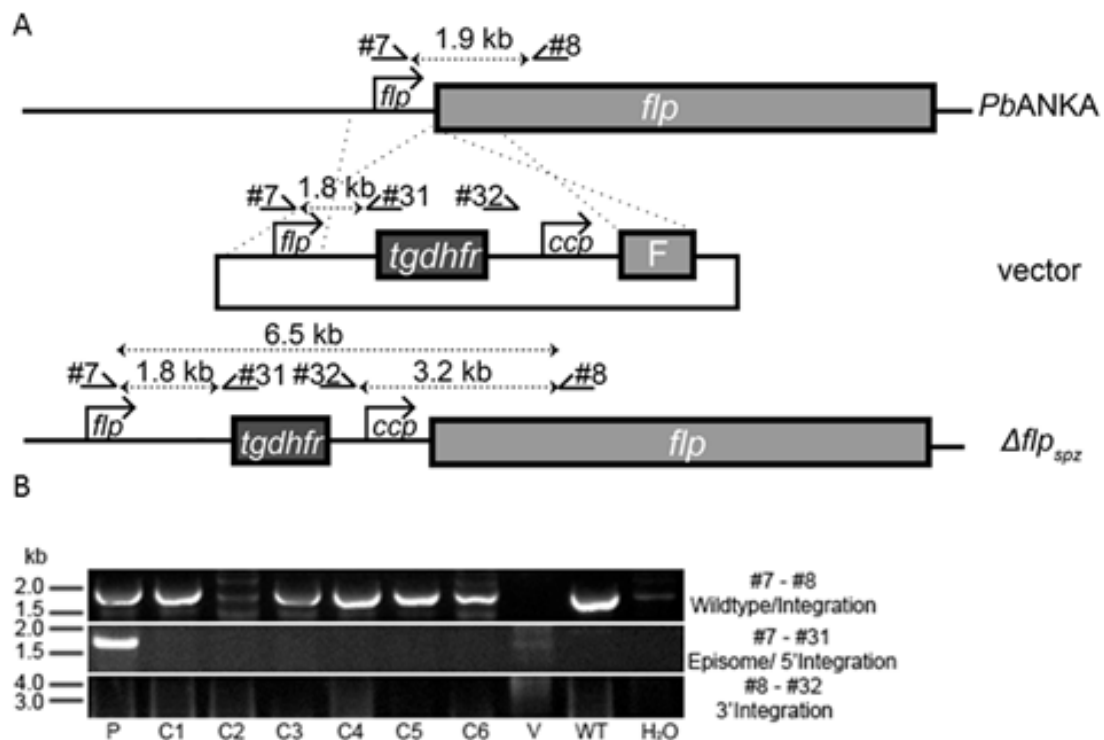 A
#7 1.9 kb #8
flp flp PbANKA
#7 1.8 kb #31 #32
flp tgdhfr ccp F vector
6.5 kb
#7 1.8 kb #31 #32 3.2 kb #8
flp tgdhfr ccp flp Δflpspz
B
kb
2.0 #7 - #8
1.5 Wildtype/Integration
2.0 #7 - #31
1.5 Episome/ 5'Integration
4.0 #8 - #32
3.0 3'Integration
P C1 C2 C3 C4 C5 C6 V WT H₂O